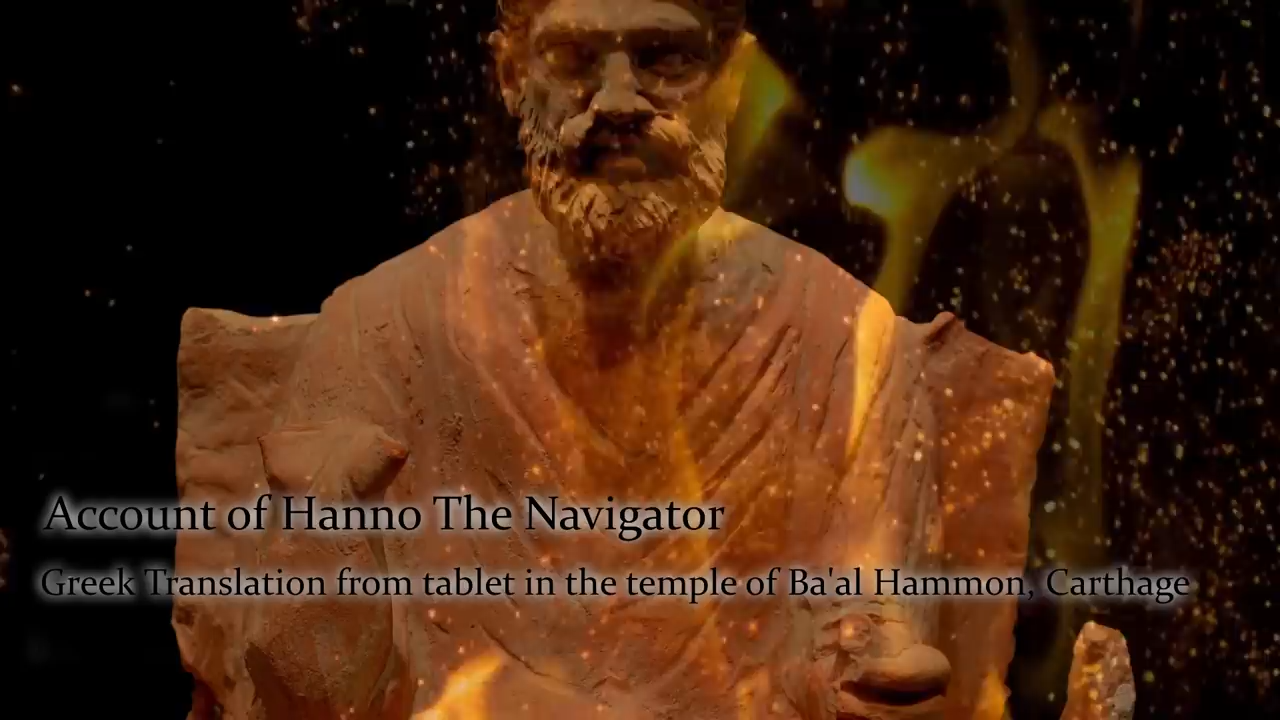 Account of Hanno The Navigator
Greek Translation from tablet in the temple of Ba'al Hammon, Carthage